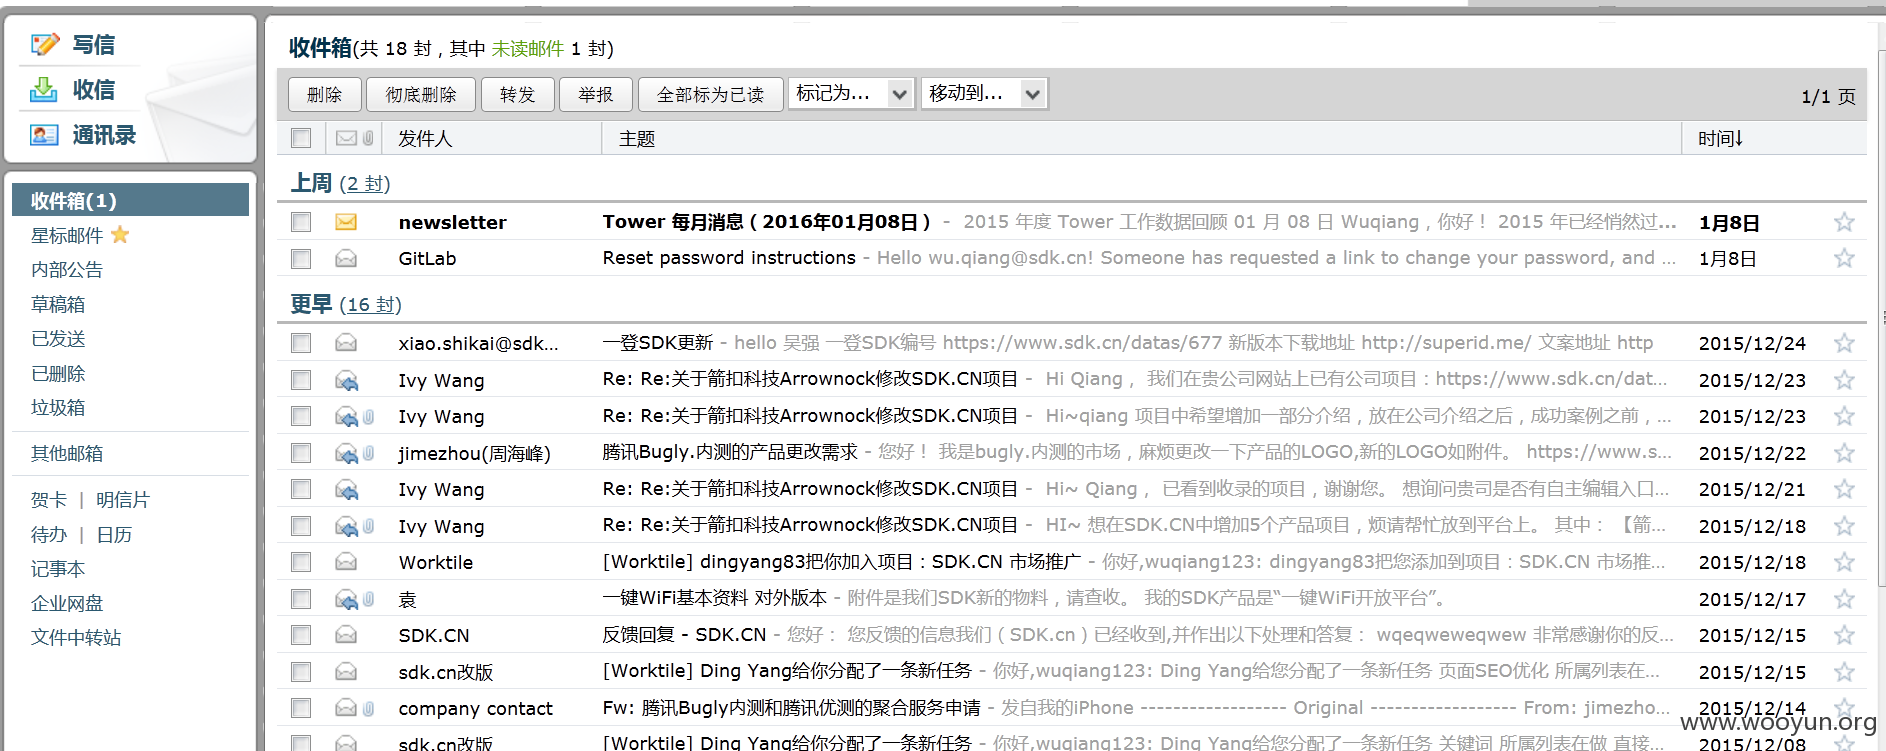 写信
收信
通讯录
收件箱(1)
星标邮件
内部公告
草稿箱
已发送
已删除
垃圾箱
其他邮箱
贺卡 | 明信片
待办 | 日历
记事本
企业网盘
文件中转站
收件箱(共 18 封，其中 未读邮件 1 封)
删除 彻底删除 转发 举报 全部标为已读 标记为... 移动到... 1/1 页
发件人 主题 时间↓
上周 (2 封)
newsletter Tower 每月消息（2016年01月08日） - 2015 年度 Tower 工作数据回顾 01 月 08 日 Wuqiang，你好！ 2015 年已经悄然过... 1月8日
GitLab Reset password instructions - Hello wu.qiang@sdk.cn! Someone has requested a link to change your password, and ... 1月8日
更早 (16 封)
xiao.shikai@sdk... 一登SDK更新 - hello 吴强 一登SDK编号 https://www.sdk.cn/datas/677 新版本下载地址 http://superid.me/ 文案地址 http 2015/12/24
Ivy Wang Re: Re:关于箭扣科技Arrownock修改SDK.CN项目 - Hi Qiang， 我们在贵公司网站上已有公司项目：https://www.sdk.cn/dat... 2015/12/23
Ivy Wang Re: Re:关于箭扣科技Arrownock修改SDK.CN项目 - Hi~qiang 项目中希望增加一部分介绍，放在公司介绍之后，成功案例之前，... 2015/12/23
jimezhou(周海峰) 腾讯Bugly.内测的产品更改需求 - 您好！ 我是bugly.内测的市场，麻烦更改一下产品的LOGO,新的LOGO如附件。 https://www.s... 2015/12/22
Ivy Wang Re: Re:关于箭扣科技Arrownock修改SDK.CN项目 - Hi~ Qiang， 已看到收录的项目，谢谢您。 想询问贵司是否有自主编辑入口... 2015/12/21
Ivy Wang Re: Re:关于箭扣科技Arrownock修改SDK.CN项目 - HI~ 想在SDK.CN中增加5个产品项目，烦请帮忙放到平台上。 其中：【箭... 2015/12/18
Worktile [Worktile] dingyang83把你加入项目：SDK.CN 市场推广 - 你好,wuqiang123: dingyang83把您添加到项目：SDK.CN 市场推... 2015/12/18
袁 一键WiFi基本资料 对外版本 - 附件是我们SDK新的物料，请查收。 我的SDK产品是“一键WiFi开放平台”。 2015/12/17
SDK.CN 反馈回复 - SDK.CN - 您好： 您反馈的信息我们（SDK.cn）已经收到,并作出以下处理和答复： wqeqweweqwew 非常感谢你的反... 2015/12/15
sdk.cn改版 [Worktile] Ding Yang给你分配了一条新任务 - 你好,wuqiang123: Ding Yang给您分配了一条新任务 页面SEO优化 所属列表在... 2015/12/15
company contact Fw: 腾讯Bugly内测和腾讯优测的聚合服务申请 - 发自我的iPhone ------------------ Original ------------------ From: jimezho... 2015/12/14
sdk.cn改版 [Worktile] Ding Yang给你分配了一条新任务 - 你好,wuqiang123: Ding Yang给您分配了一条新任务 关键词 所属列表在做 直接... 2015/12/08
www.wooyun.org